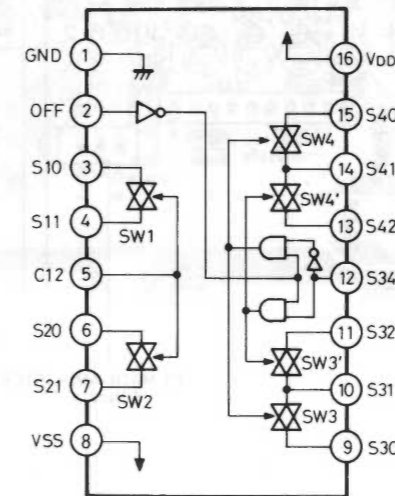 GND 1
OFF 2
S10 3
S11 4
SW1
C12 5
S20 6
S21 7
SW2
VSS 8
16 VDD
15 S40
SW4
14 S41
SW4'
13 S42
12 S34
11 S32
SW3'
10 S31
SW3
9 S30